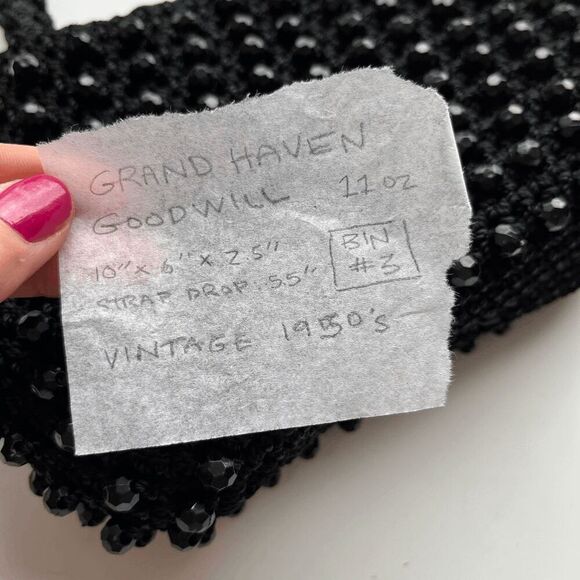 GRAND HAVEN
GOODWILL 11 oz
10" x 6" x 2.5"
STRAP DROP: 5.5"
BIN
#3
VINTAGE 1950's